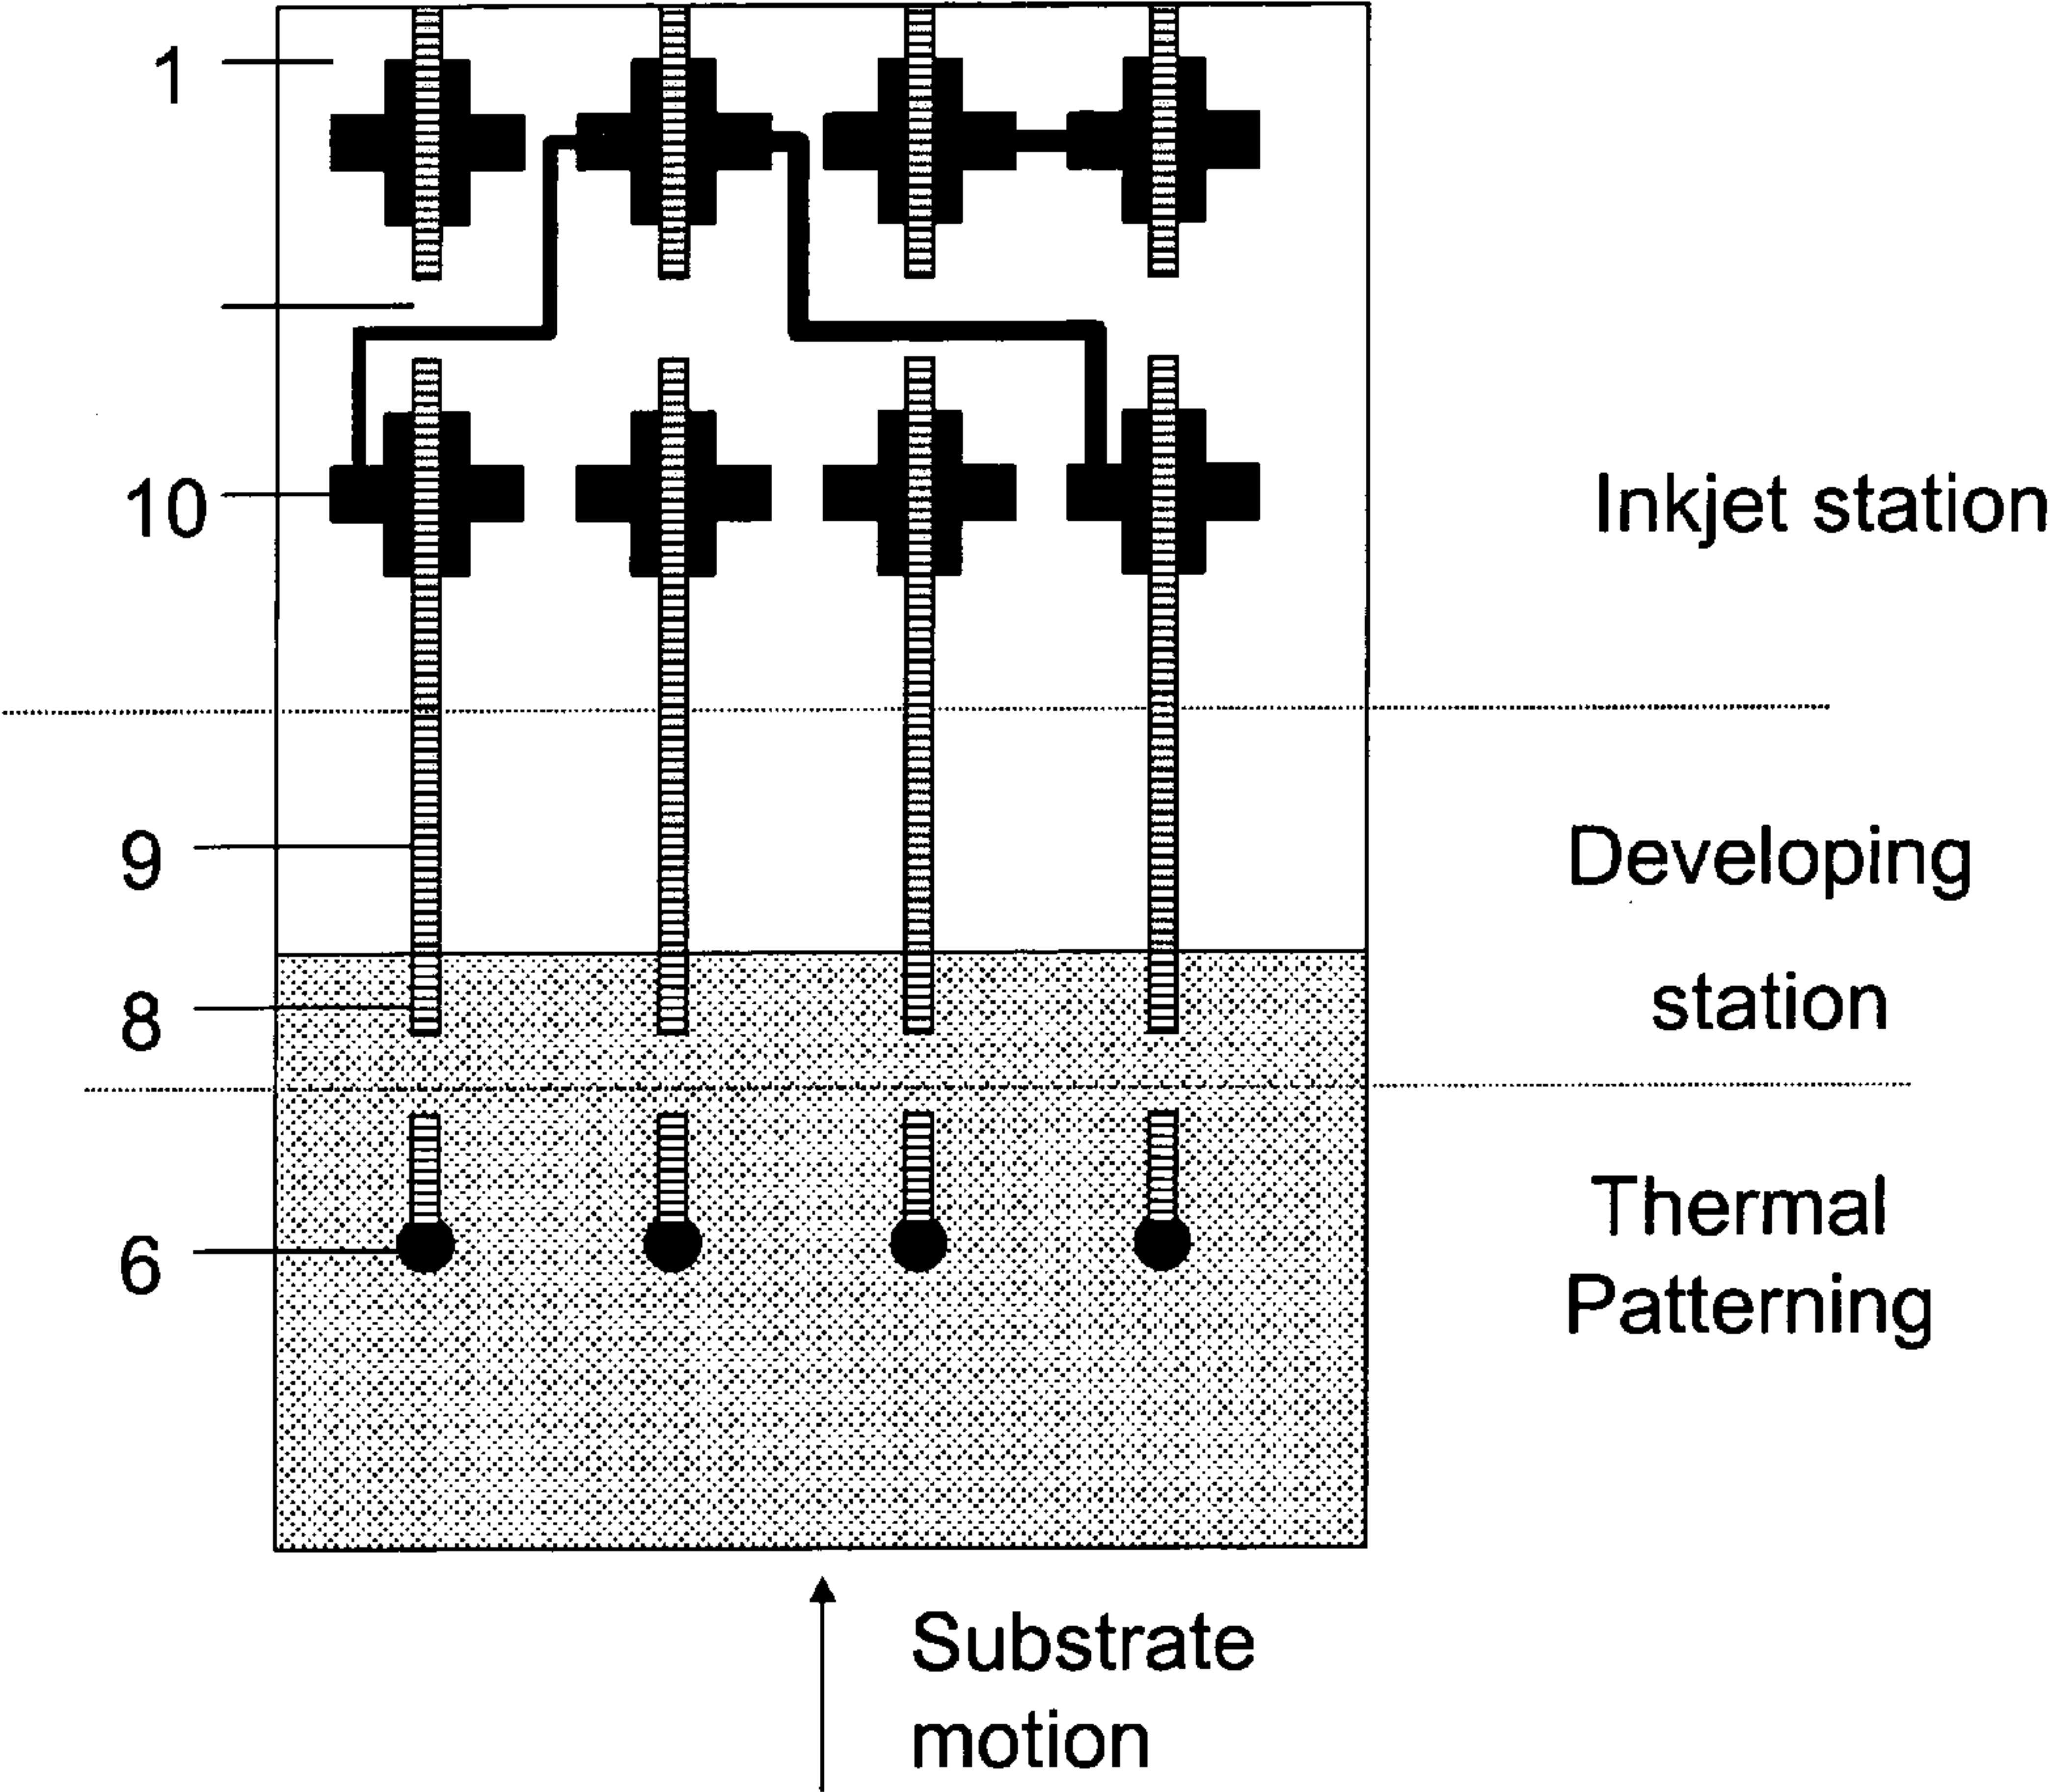 1
10
Inkjet station
9
Developing
station
8
Thermal
Patterning
6
Substrate
motion